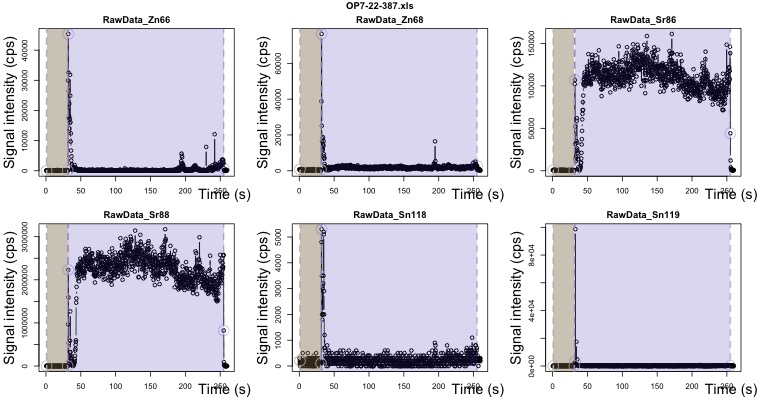 OP7-22-387.xls
RawData_Zn66 RawData_Zn68 RawData_Sr86
Signal intensity (cps) Signal intensity (cps) Signal intensity (cps)
40000 30000 20000 10000 0
60000 40000 20000 0
150000 100000 50000 0
0 50 100 150 200 250 0 50 100 150 200 250 0 50 100 150 200 250
Time (s) Time (s) Time (s)
RawData_Sr88 RawData_Sn118 RawData_Sn119
Signal intensity (cps) Signal intensity (cps) Signal intensity (cps)
3000000 2000000 1000000 0
5000 4000 3000 2000 1000 0
8e+04 4e+04 0e+00
0 50 100 150 200 250 0 50 100 150 200 250 0 50 100 150 200 250
Time (s) Time (s) Time (s)